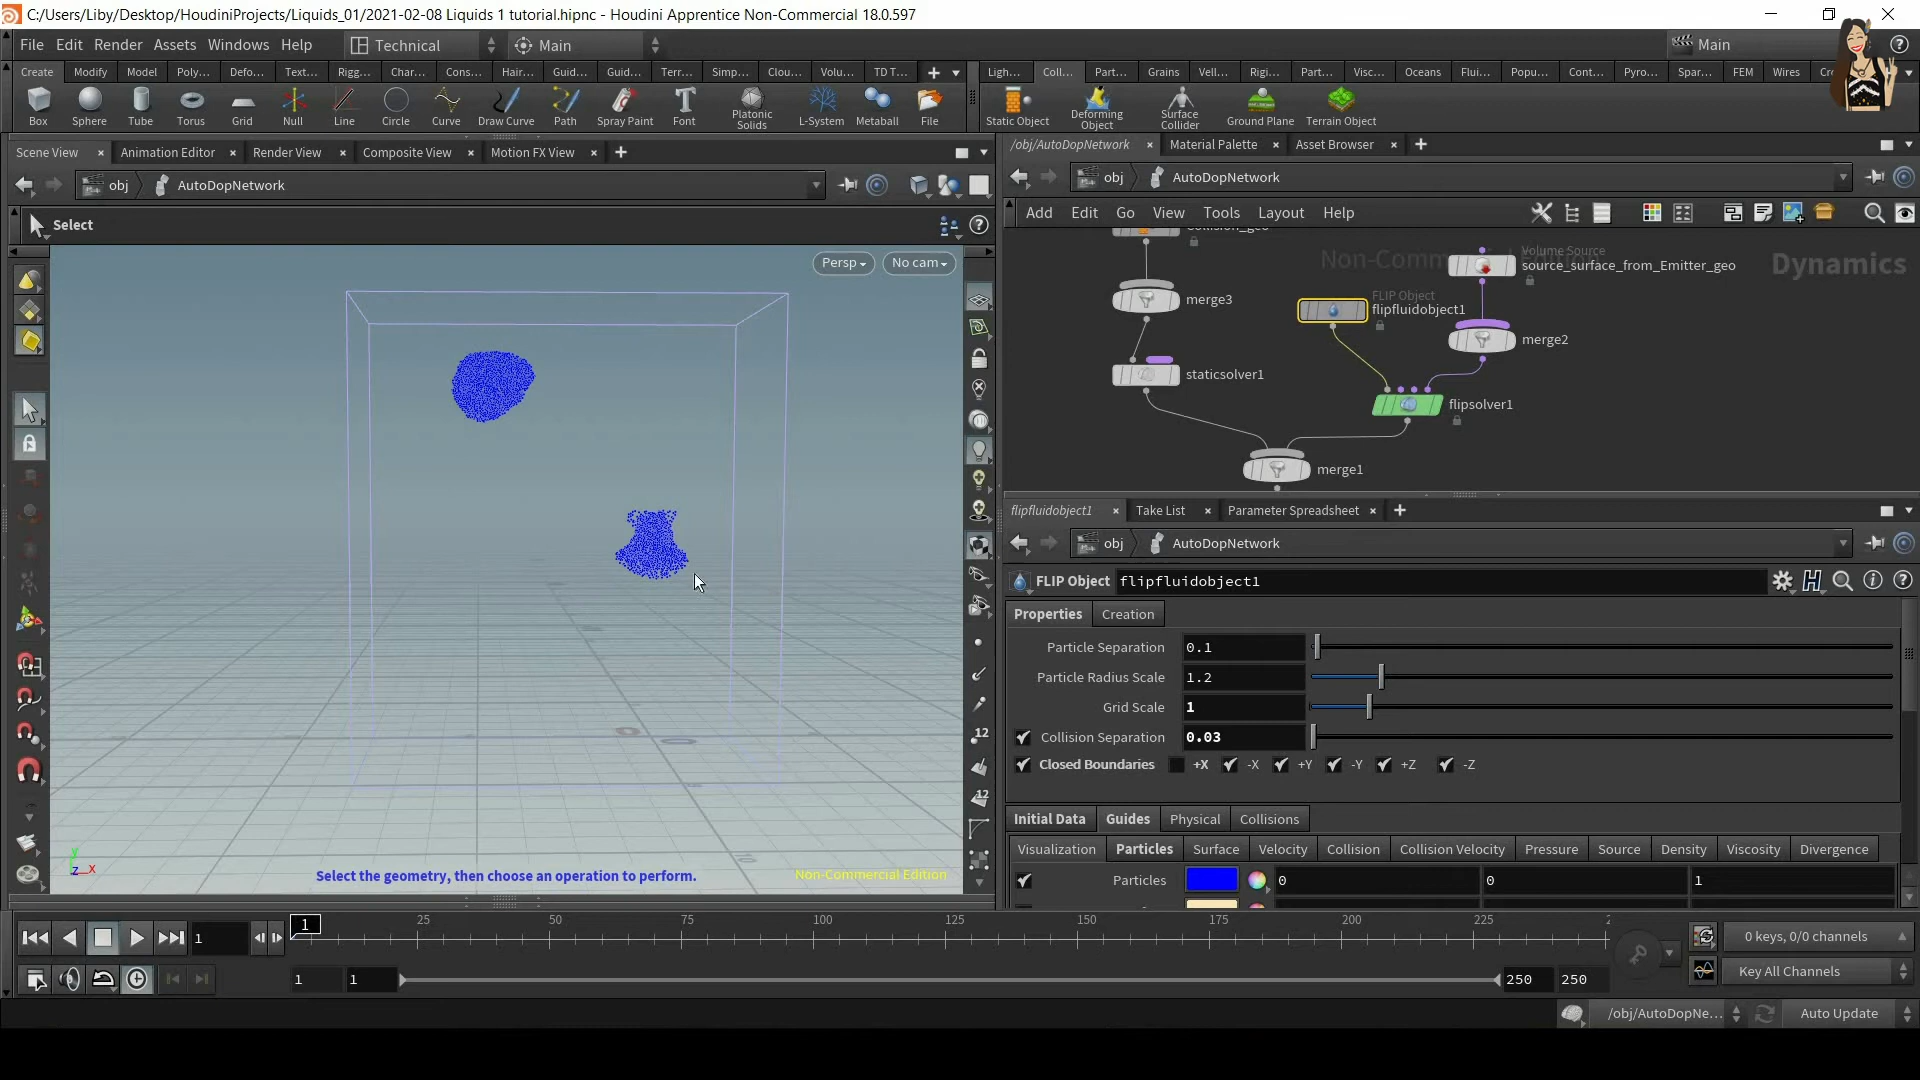 C:/Users/Liby/Desktop/HoudiniProjects/Liquids_01/2021-02-08 Liquids 1 tutorial.hipnc - Houdini Apprentice Non-Commercial 18.0.597
File Edit Render Assets Windows Help Technical Main Main
Create Modify Model Poly... Defo... Text... Rigg... Char... Cons... Hair... Guid... Guid... Terr... Simp... Clou... Volu... TD T... Ligh... Coll... Part... Grains Vell... Rigi... Part... Visc... Oceans Flui... Popu... Cont... Pyro... Spar... FEM Wires
Box Sphere Tube Torus Grid Null Line Circle Curve Draw Curve Path Spray Paint Font Platonic Solids L-System Metaball File Static Object Deforming Object Surface Collider Ground Plane Terrain Object
Scene View Animation Editor Render View Composite View Motion FX View
/obj/AutoDopNetwork Material Palette Asset Browser
obj AutoDopNetwork
obj AutoDopNetwork
Select
Add Edit Go View Tools Layout Help
Persp No cam
Dynamics
Volume Source
source_surface_from_Emitter_geo
merge3
FLIP Object
flipfluidobject1
merge2
staticsolver1
flipsolver1
merge1
flipfluidobject1 Take List Parameter Spreadsheet
obj AutoDopNetwork
FLIP Object flipfluidobject1
Properties Creation
Particle Separation 0.1
Particle Radius Scale 1.2
Grid Scale 1
Collision Separation 0.03
Closed Boundaries +X -X +Y -Y +Z -Z
Initial Data Guides Physical Collisions
Visualization Particles Surface Velocity Collision Collision Velocity Pressure Source Density Viscosity Divergence
Particles 0 0 1
12
12
y
z x
Select the geometry, then choose an operation to perform.
Non-Commercial Edition
1 1 25 50 75 100 125 150 175 200 225
0 keys, 0/0 channels
1 1 250 250
Key All Channels
/obj/AutoDopNe... Auto Update